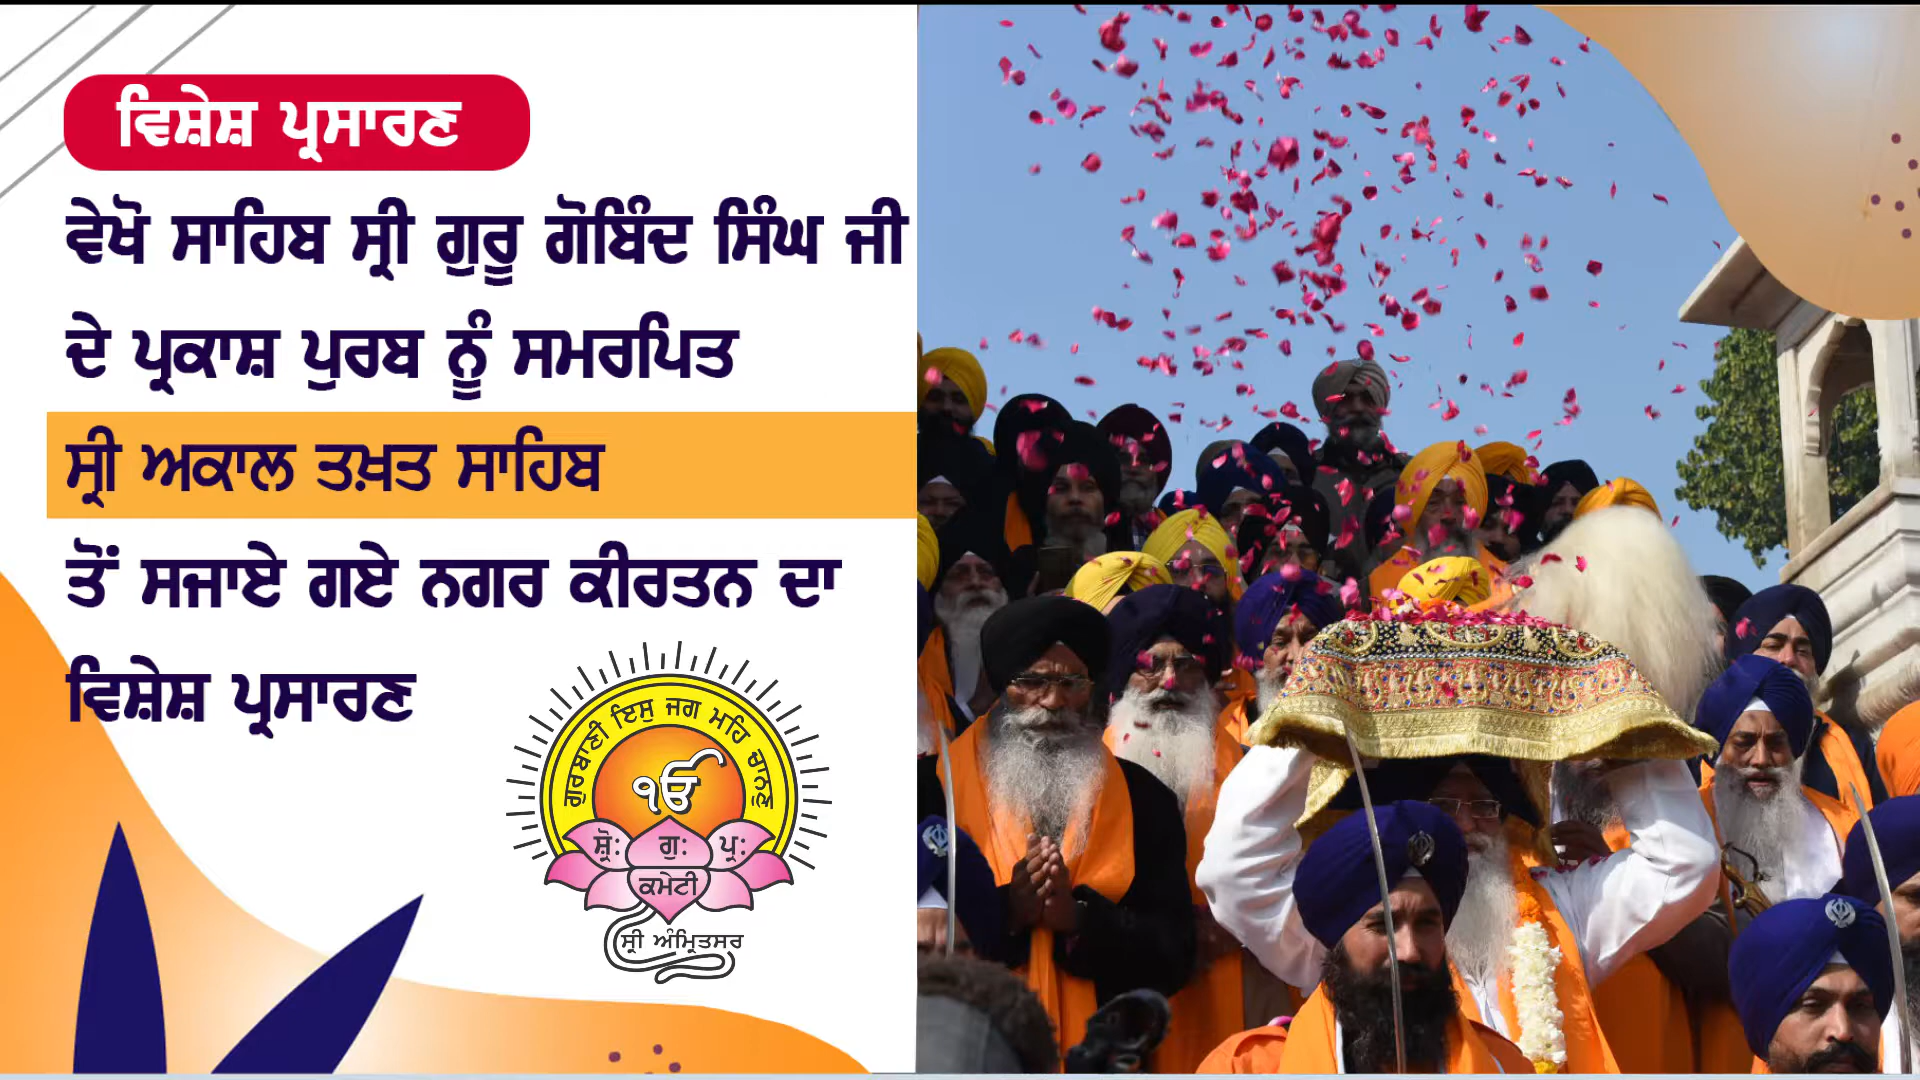 ਵਿਸ਼ੇਸ਼ ਪ੍ਰਸਾਰਣ
ਵੇਖੋ ਸਾਹਿਬ ਸ੍ਰੀ ਗੁਰੂ ਗੋਬਿੰਦ ਸਿੰਘ ਜੀ
ਦੇ ਪ੍ਰਕਾਸ਼ ਪੁਰਬ ਨੂੰ ਸਮਰਪਿਤ
ਸ੍ਰੀ ਅਕਾਲ ਤਖ਼ਤ ਸਾਹਿਬ
ਤੋਂ ਸਜਾਏ ਗਏ ਨਗਰ ਕੀਰਤਨ ਦਾ
ਵਿਸ਼ੇਸ਼ ਪ੍ਰਸਾਰਣ
ਗੁਰਬਾਣੀ ਇਸੁ ਜਗ ਮਹਿ ਚਾਨਣੁ
ੴ
ਸ਼੍ਰੋ: ਗੁ: ਪ੍ਰ:
ਕਮੇਟੀ
ਸ੍ਰੀ ਅੰਮ੍ਰਿਤਸਰ